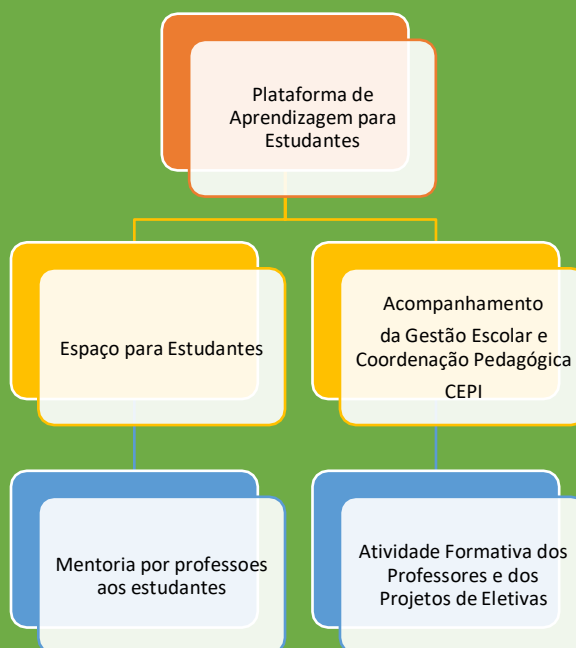 Plataforma de
Aprendizagem para
Estudantes
Espaço para Estudantes
Acompanhamento
da Gestão Escolar e
Coordenação Pedagógica
CEPI
Mentoria por professoes
aos estudantes
Atividade Formativa dos
Professores e dos
Projetos de Eletivas